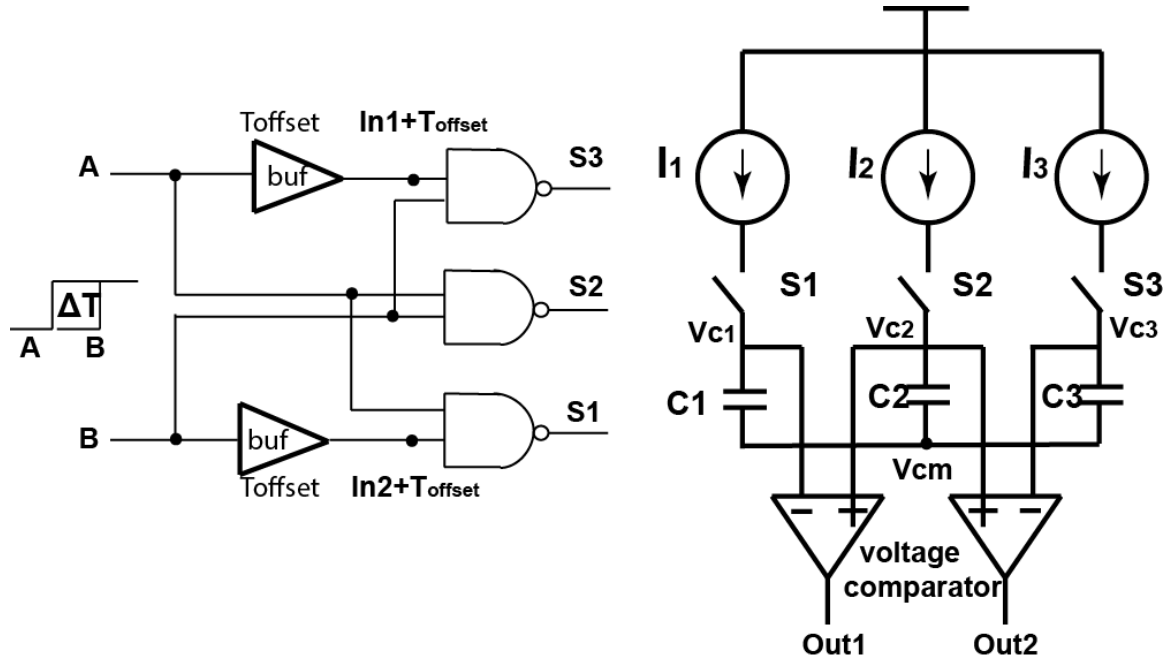 Toffset
In1+Toffset
A
buf
S3
S2
ΔT
A
B
B
buf
S1
Toffset
In2+Toffset
I1
I2
I3
S1
S2
S3
Vc1
Vc2
Vc3
C1
C2
C3
Vcm
- + + -
voltage
comparator
Out1
Out2